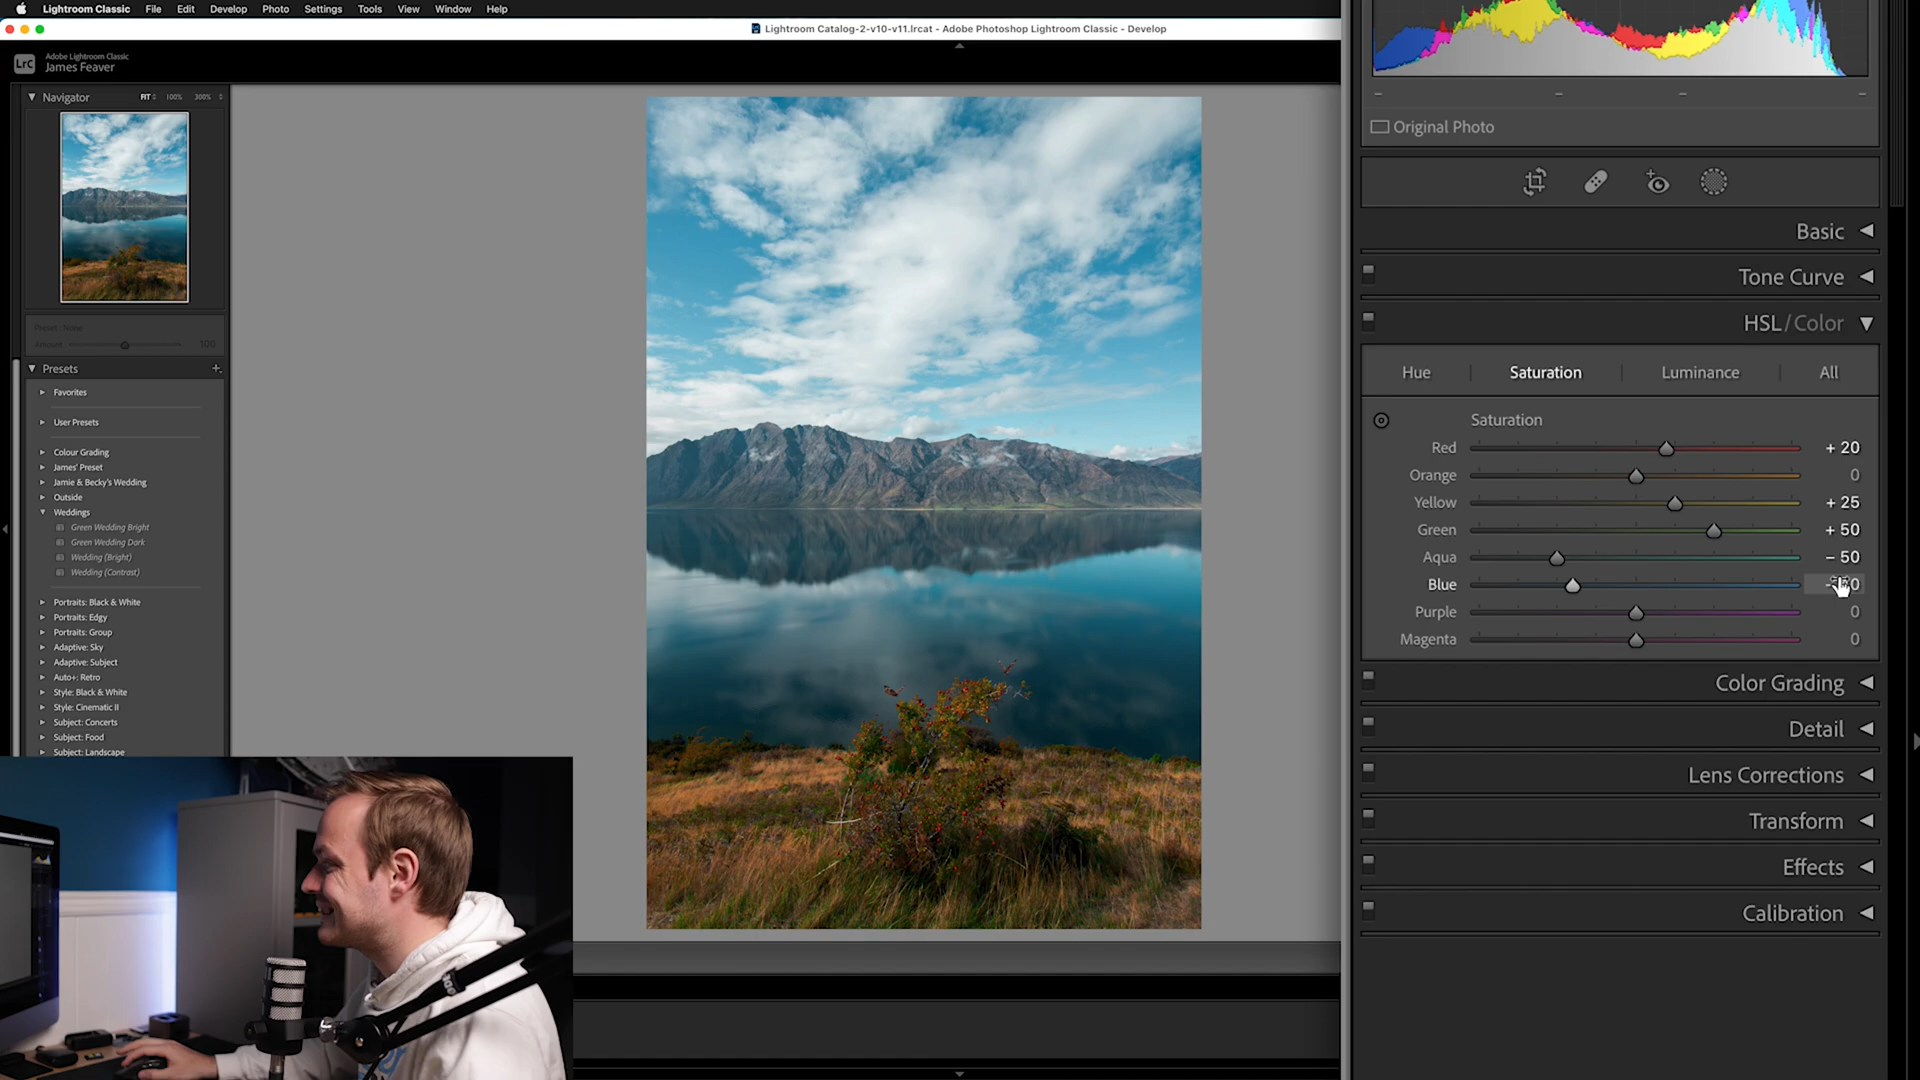 Lightroom Classic File Edit Develop Photo Settings Tools View Window Help
Lightroom Catalog-2-v10-v11.lrcat - Adobe Photoshop Lightroom Classic - Develop
LrC
Adobe Lightroom Classic
James Feaver
Navigator FIT 100% 300%
Preset: None
Amount 100
Presets +
Favorites
User Presets
Colour Grading
James' Preset
Jamie & Becky's Wedding
Outside
Weddings
Green Wedding Bright
Green Wedding Dark
Wedding (Bright)
Wedding (Contrast)
Portraits: Black & White
Portraits: Edgy
Portraits: Group
Adaptive: Sky
Adaptive: Subject
Auto+: Retro
Style: Black & White
Style: Cinematic II
Subject: Concerts
Subject: Food
Subject: Landscape
Original Photo
Basic
Tone Curve
HSL / Color
Hue Saturation Luminance All
Saturation
Red + 20
Orange 0
Yellow + 25
Green + 50
Aqua - 50
Blue
Purple 0
Magenta 0
Color Grading
Detail
Lens Corrections
Transform
Effects
Calibration